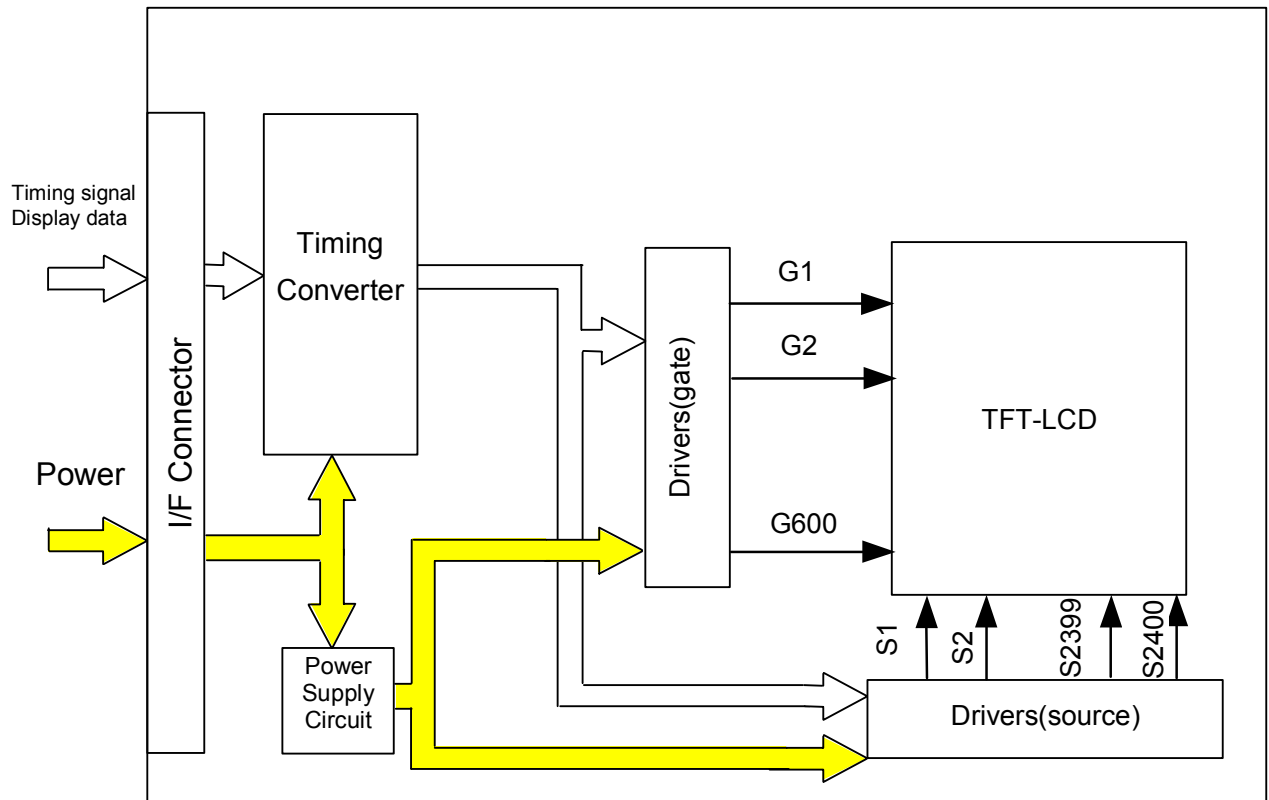 Timing signal
Display data
Power
I/F Connector
Timing
Converter
Power
Supply
Circuit
Drivers(gate)
G1
G2
G600
TFT-LCD
S1
S2
S2399
S2400
Drivers(source)